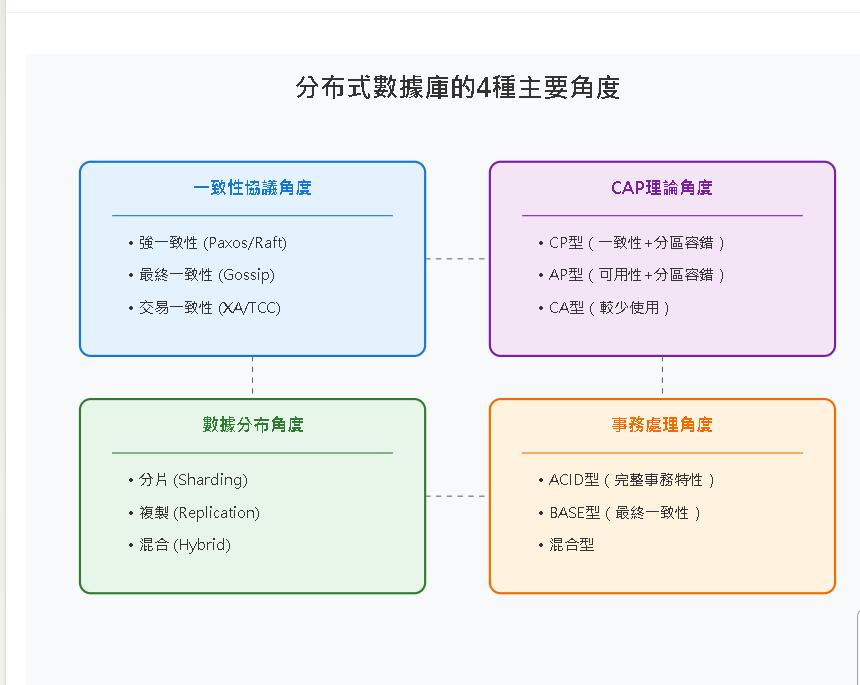 分布式數據庫的4種主要角度
一致性協議角度
• 強一致性 (Paxos/Raft)
• 最終一致性 (Gossip)
• 交易一致性 (XA/TCC)
CAP理論角度
• CP型 ( 一致性+分區容錯 )
• AP型 ( 可用性+分區容錯 )
• CA型 ( 較少使用 )
數據分布角度
• 分片 (Sharding)
• 複製 (Replication)
• 混合 (Hybrid)
事務處理角度
• ACID型 ( 完整事務特性 )
• BASE型 ( 最終一致性 )
• 混合型